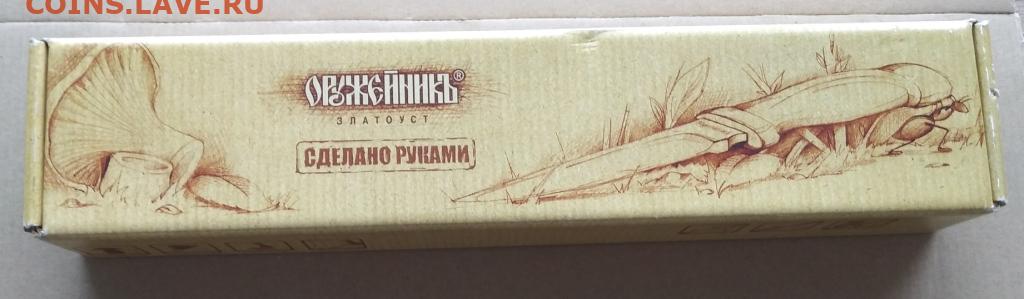 COINS.LAVE.RU
ОРУЖЕЙНИКЪ®
ЗЛАТОУСТ
СДЕЛАНО РУКАМИ